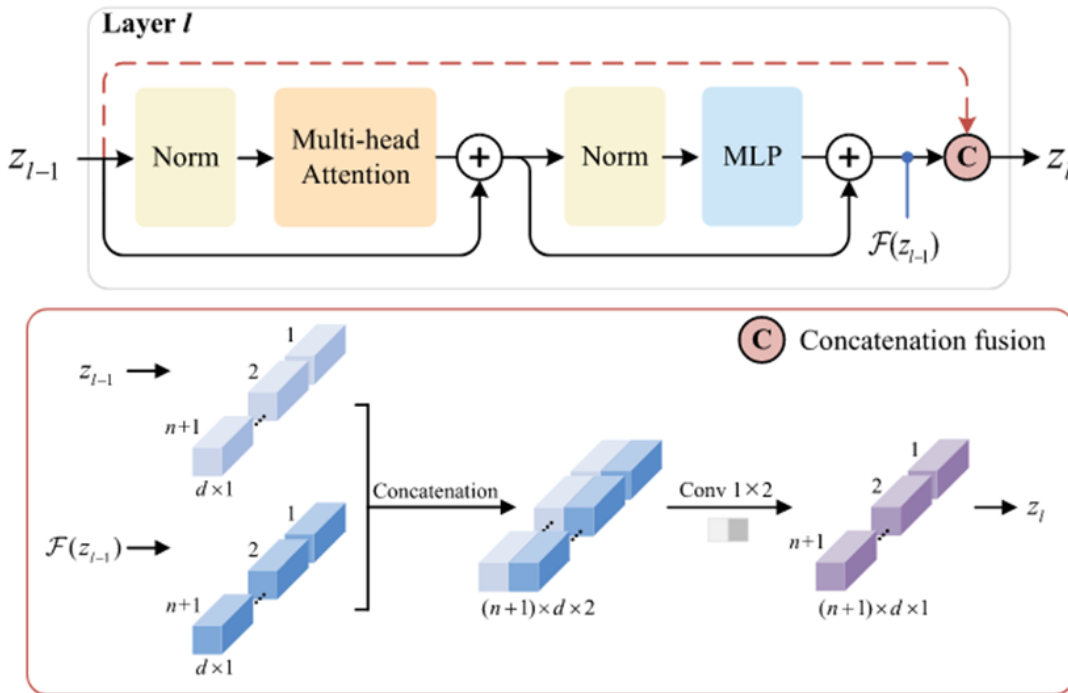 Layer l
z_{l-1}
Norm
Multi-head
Attention
+
Norm
MLP
+
C
z_l
F(z_{l-1})
C Concatenation fusion
z_{l-1}
1
2
n+1
d×1
F(z_{l-1})
1
2
n+1
d×1
Concatenation
(n+1)×d×2
Conv 1×2
1
2
n+1
(n+1)×d×1
z_l